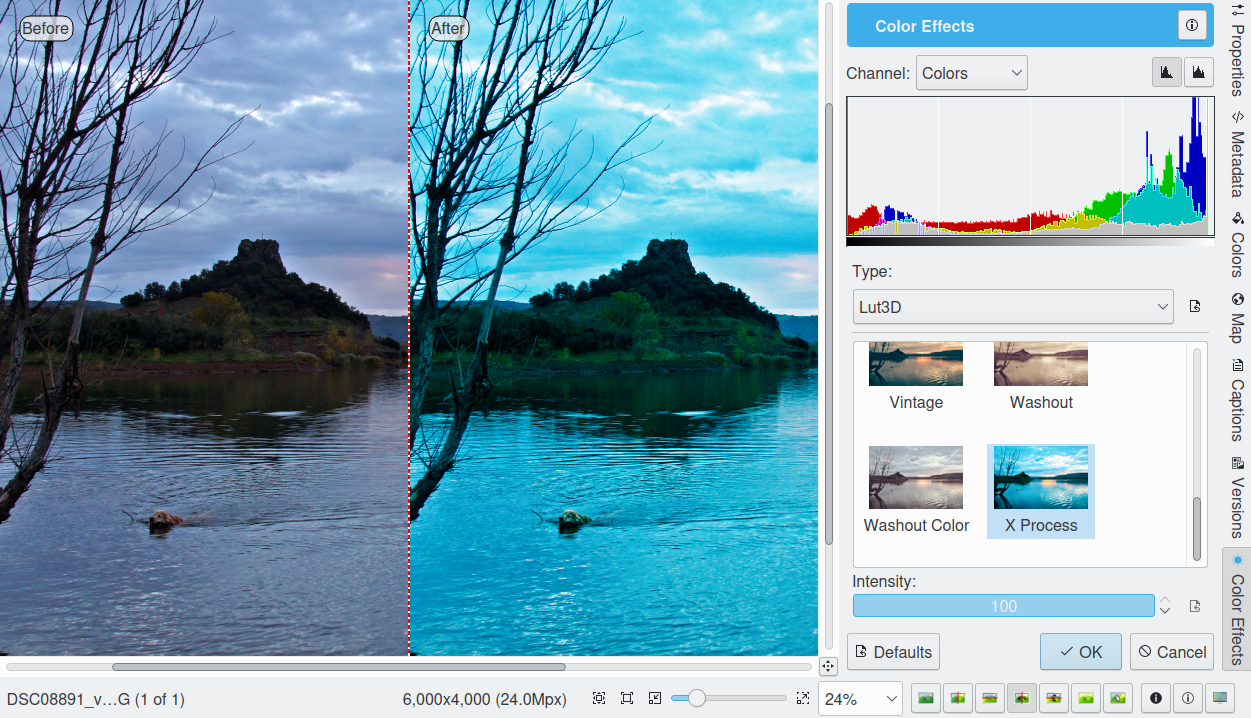 Before
After
Color Effects
Channel:
Colors
Type:
Lut3D
Vintage
Washout
Washout Color
X Process
Intensity:
100
Defaults
OK
Cancel
Properties
Metadata
Colors
Map
Captions
Versions
Color Effects
DSC08891_v...G (1 of 1)
6,000x4,000 (24.0Mpx)
24%